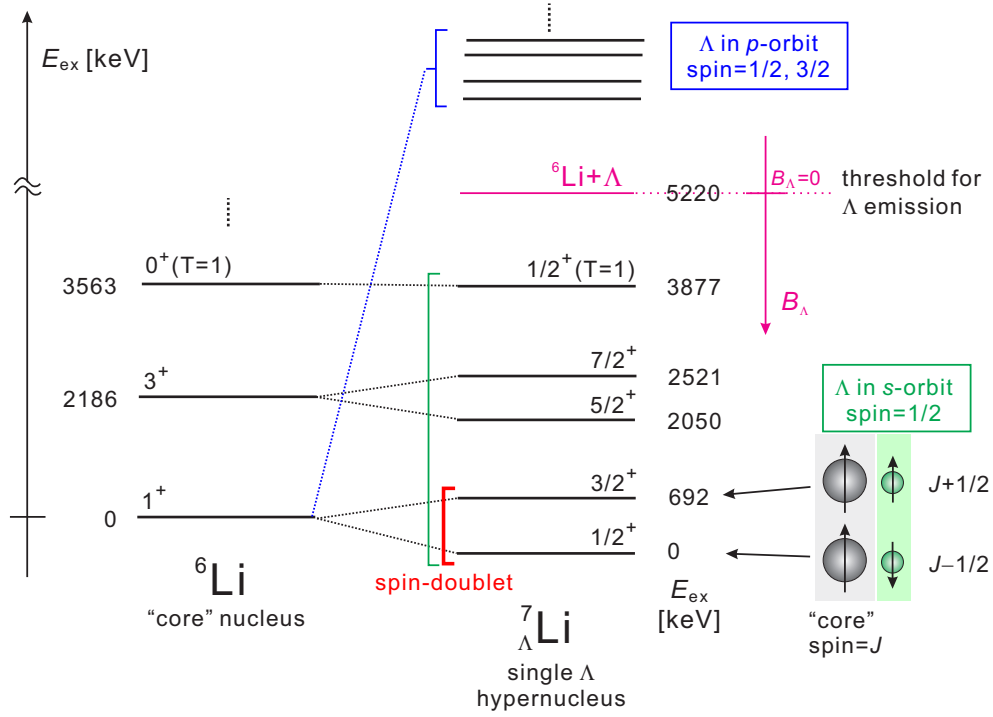 E_ex [keV]
Λ in p-orbit
spin=1/2, 3/2
⁶Li+Λ
5220
B_Λ=0
threshold for
Λ emission
0⁺(T=1)
3563
1/2⁺(T=1)
3877
B_Λ
3⁺
2186
7/2⁺
2521
5/2⁺
2050
Λ in s-orbit
spin=1/2
1⁺
0
3/2⁺
692
J+1/2
1/2⁺
0
J−1/2
spin-doublet
⁶Li
“core” nucleus
⁷_ΛLi
single Λ
hypernucleus
E_ex
[keV]
“core”
spin=J